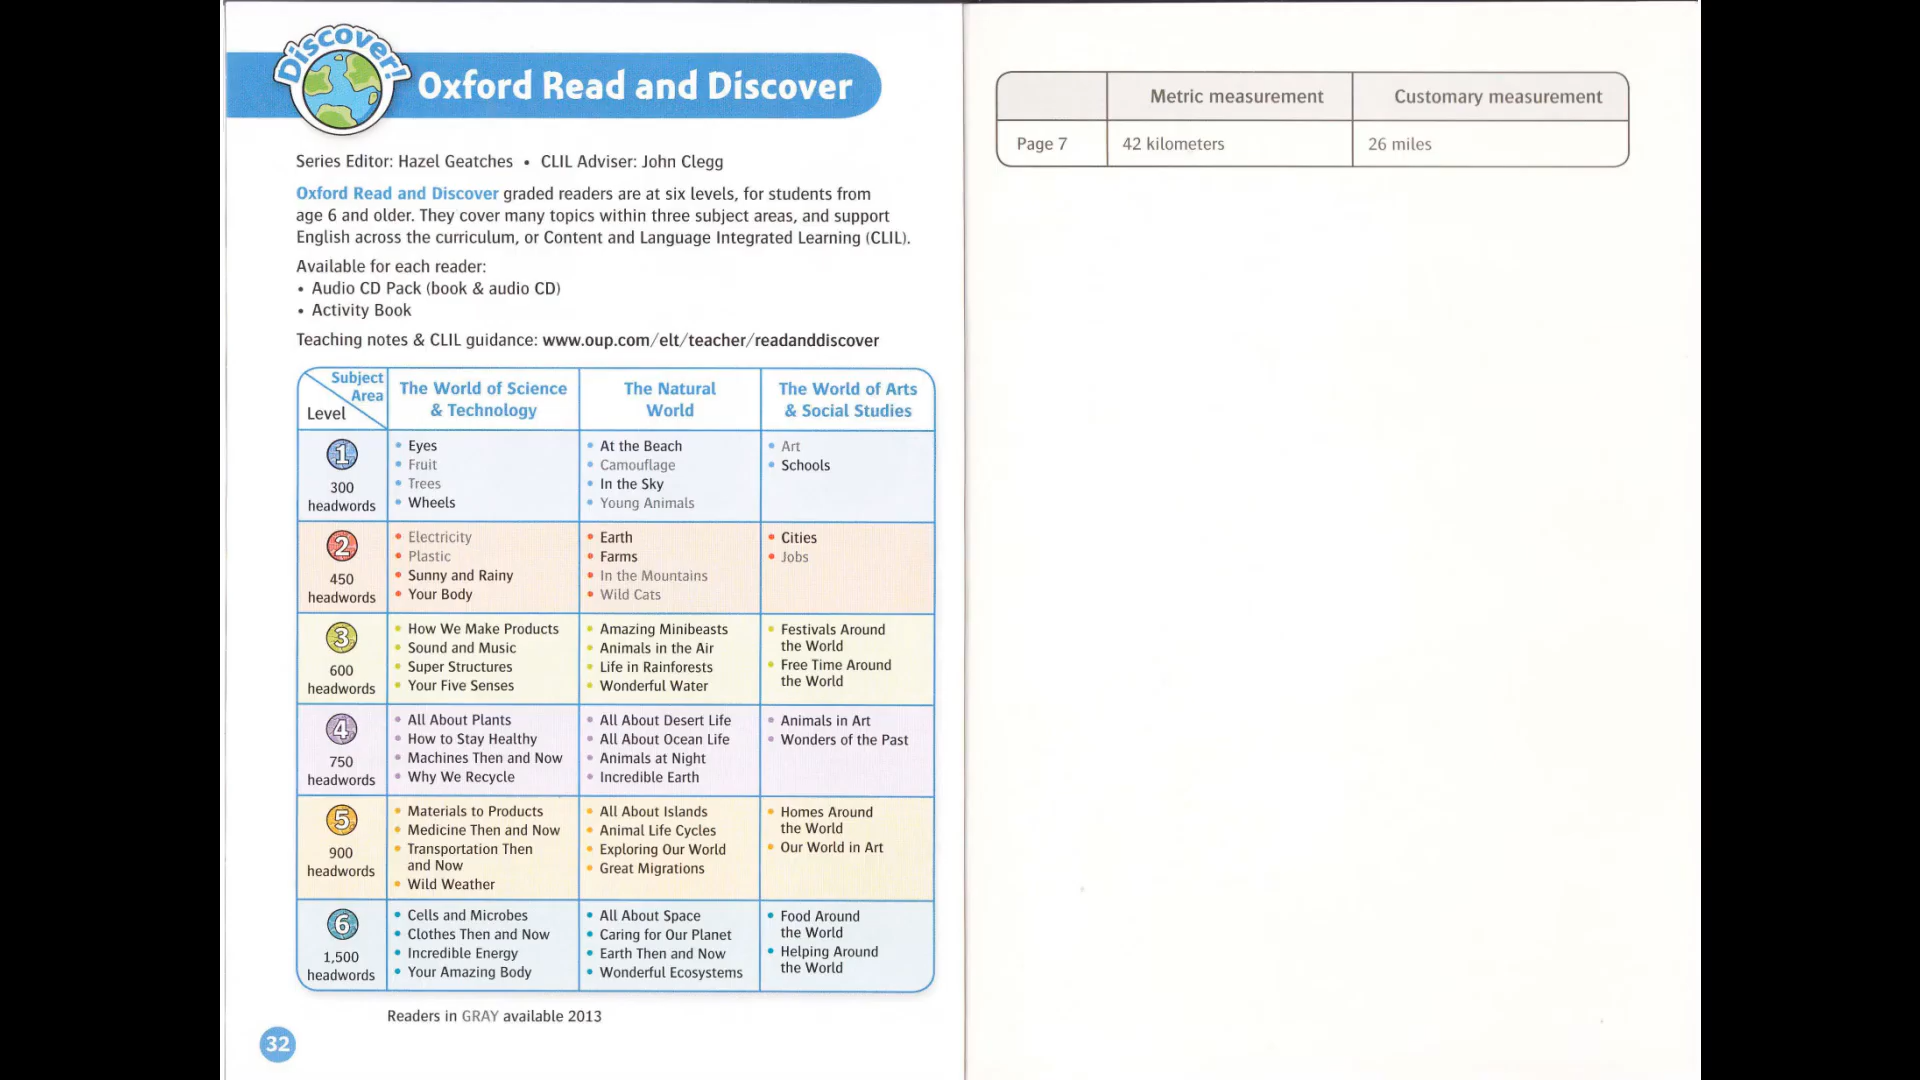 Discover!
Oxford Read and Discover
Series Editor: Hazel Geatches • CLIL Adviser: John Clegg
Oxford Read and Discover graded readers are at six levels, for students from
age 6 and older. They cover many topics within three subject areas, and support
English across the curriculum, or Content and Language Integrated Learning (CLIL).
Available for each reader:
• Audio CD Pack (book & audio CD)
• Activity Book
Teaching notes & CLIL guidance: www.oup.com/elt/teacher/readanddiscover
Subject
Area
Level
The World of Science
& Technology
The Natural
World
The World of Arts
& Social Studies
1
300
headwords
• Eyes
• Fruit
• Trees
• Wheels
• At the Beach
• Camouflage
• In the Sky
• Young Animals
• Art
• Schools
2
450
headwords
• Electricity
• Plastic
• Sunny and Rainy
• Your Body
• Earth
• Farms
• In the Mountains
• Wild Cats
• Cities
• Jobs
3
600
headwords
• How We Make Products
• Sound and Music
• Super Structures
• Your Five Senses
• Amazing Minibeasts
• Animals in the Air
• Life in Rainforests
• Wonderful Water
• Festivals Around
the World
• Free Time Around
the World
4
750
headwords
• All About Plants
• How to Stay Healthy
• Machines Then and Now
• Why We Recycle
• All About Desert Life
• All About Ocean Life
• Animals at Night
• Incredible Earth
• Animals in Art
• Wonders of the Past
5
900
headwords
• Materials to Products
• Medicine Then and Now
• Transportation Then
and Now
• Wild Weather
• All About Islands
• Animal Life Cycles
• Exploring Our World
• Great Migrations
• Homes Around
the World
• Our World in Art
6
1,500
headwords
• Cells and Microbes
• Clothes Then and Now
• Incredible Energy
• Your Amazing Body
• All About Space
• Caring for Our Planet
• Earth Then and Now
• Wonderful Ecosystems
• Food Around
the World
• Helping Around
the World
Readers in GRAY available 2013
32
Metric measurement
Customary measurement
Page 7
42 kilometers
26 miles